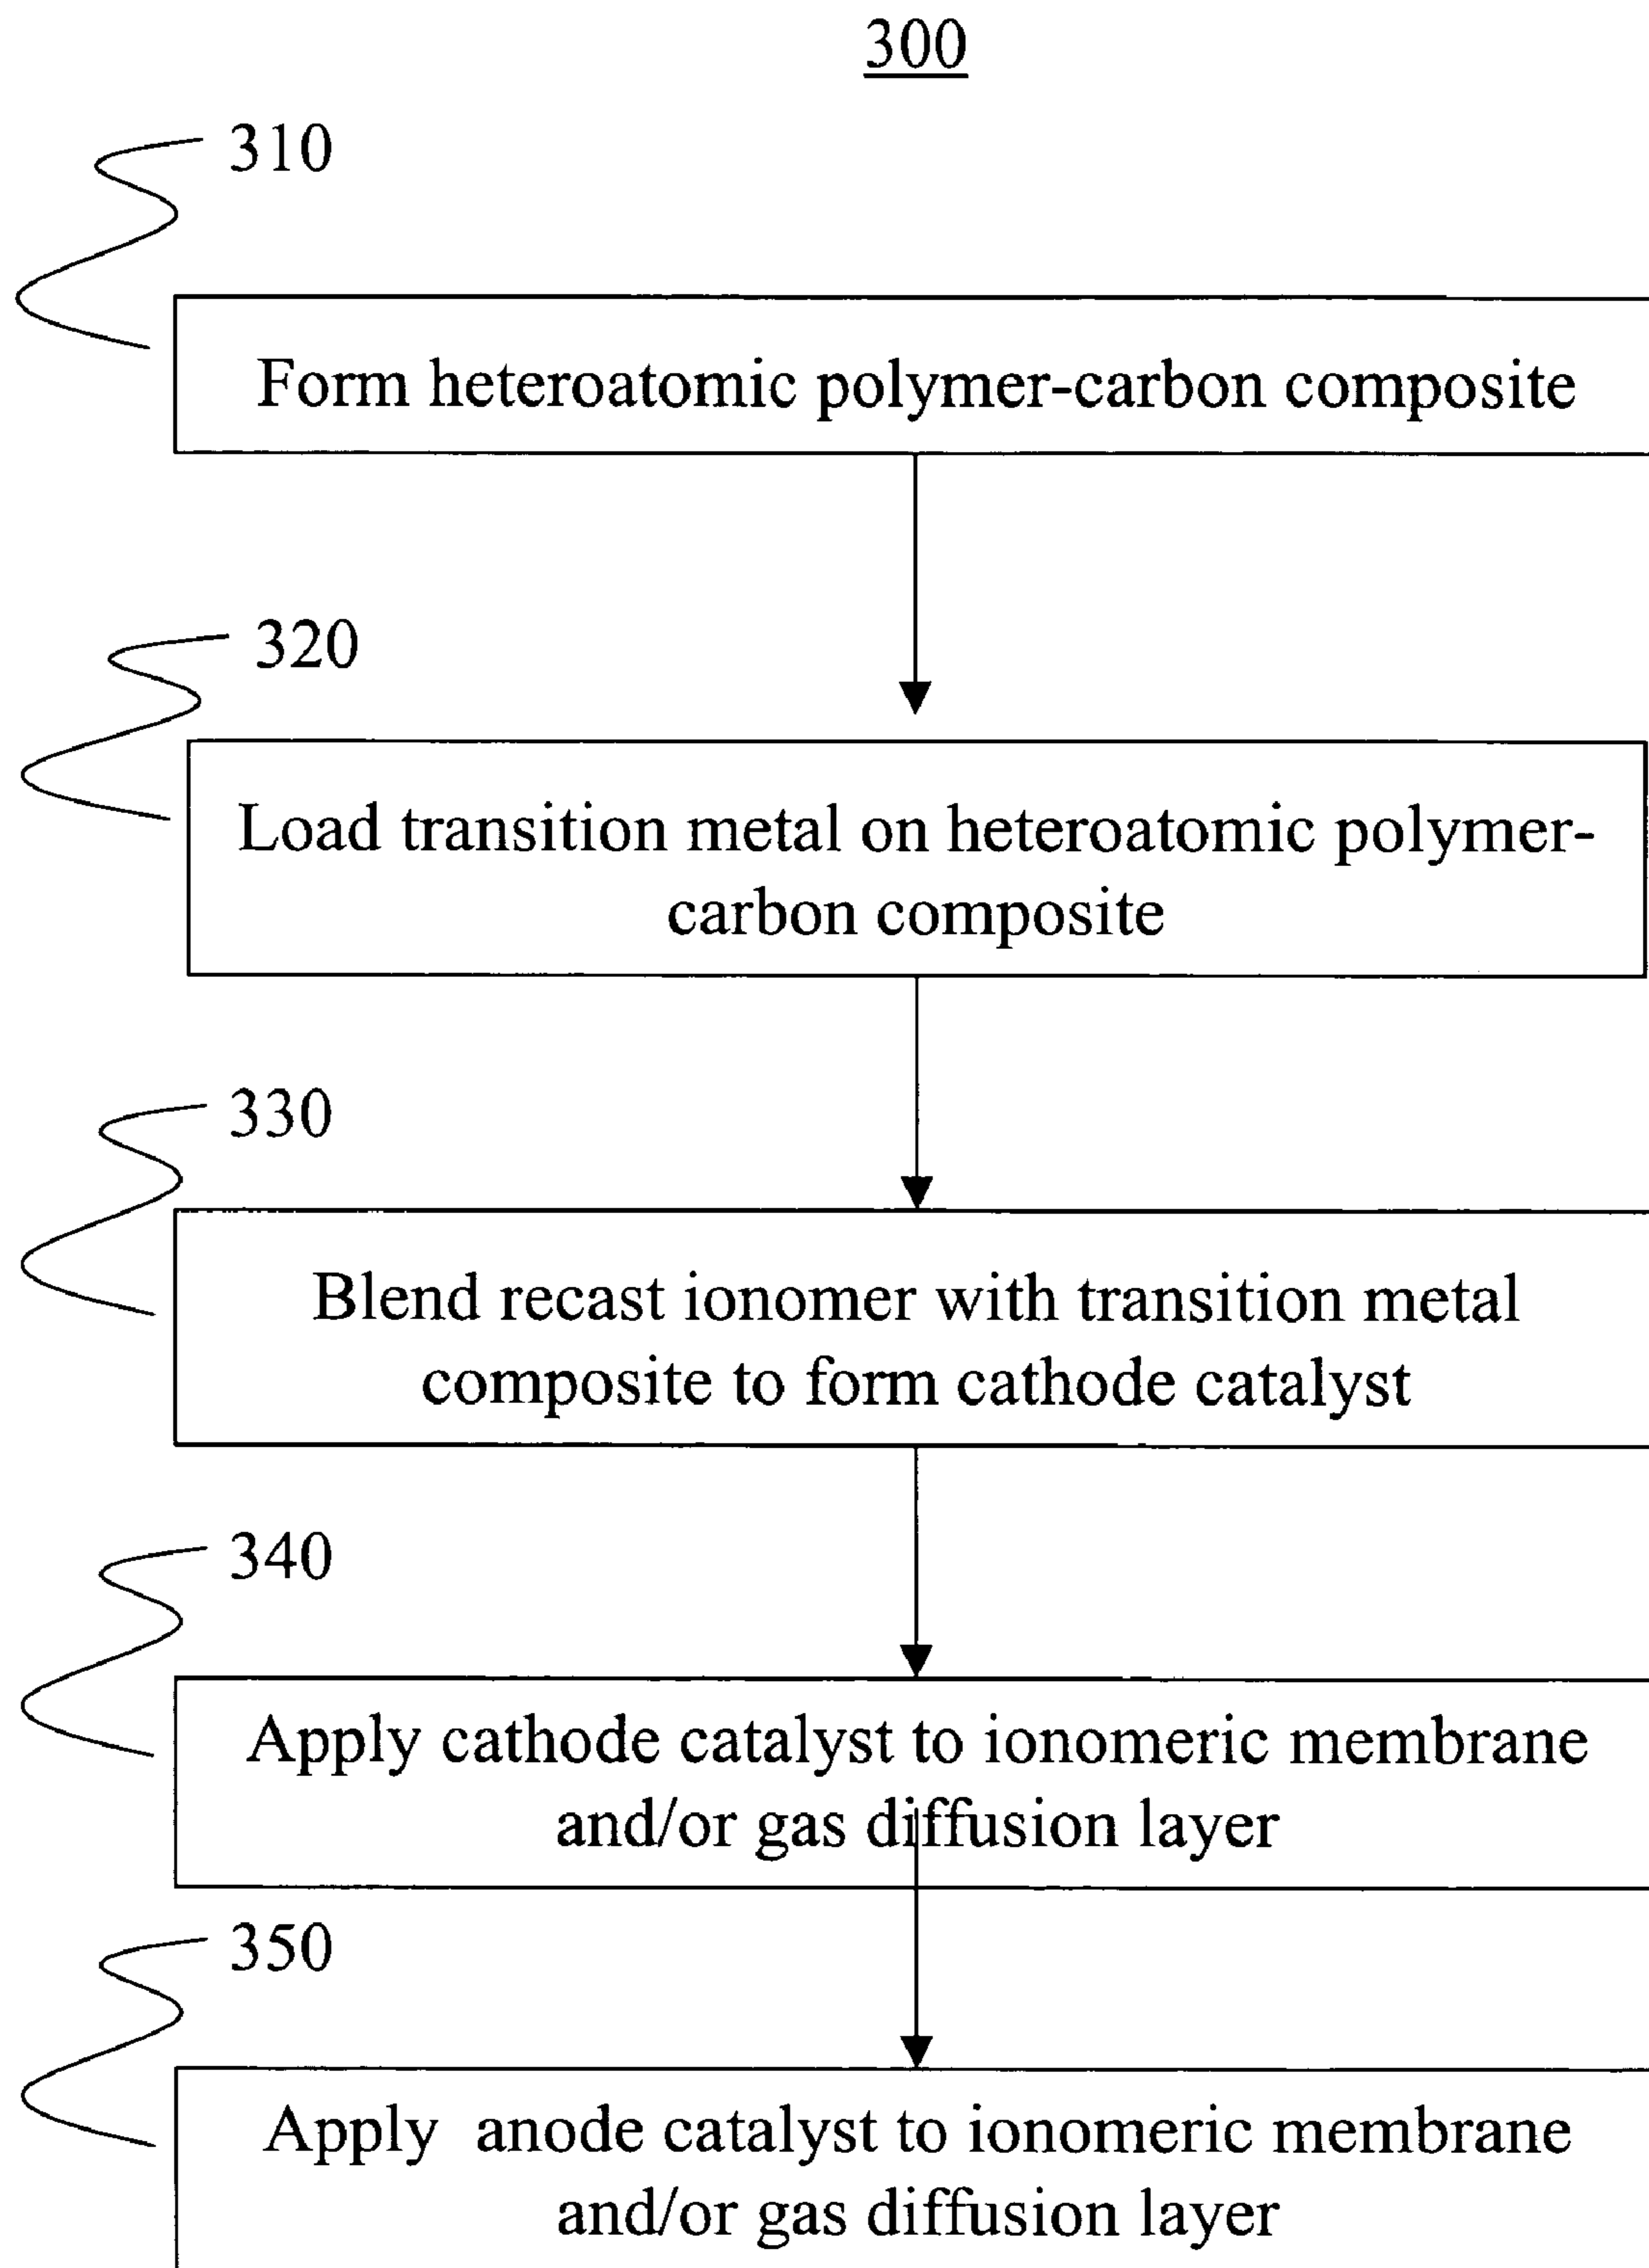 300
310
Form heteroatomic polymer-carbon composite
320
Load transition metal on heteroatomic polymer-
carbon composite
330
Blend recast ionomer with transition metal
composite to form cathode catalyst
340
Apply cathode catalyst to ionomeric membrane
and/or gas diffusion layer
350
Apply anode catalyst to ionomeric membrane
and/or gas diffusion layer